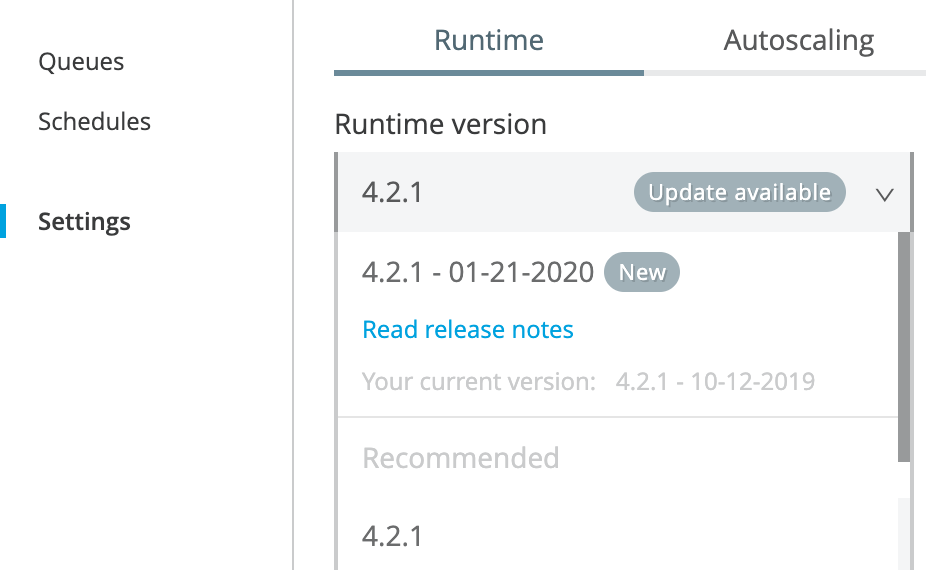 Queues
Schedules
Settings
Runtime
Autoscaling
Runtime version
4.2.1 Update available
4.2.1 - 01-21-2020 New
Read release notes
Your current version: 4.2.1 - 10-12-2019
Recommended
4.2.1